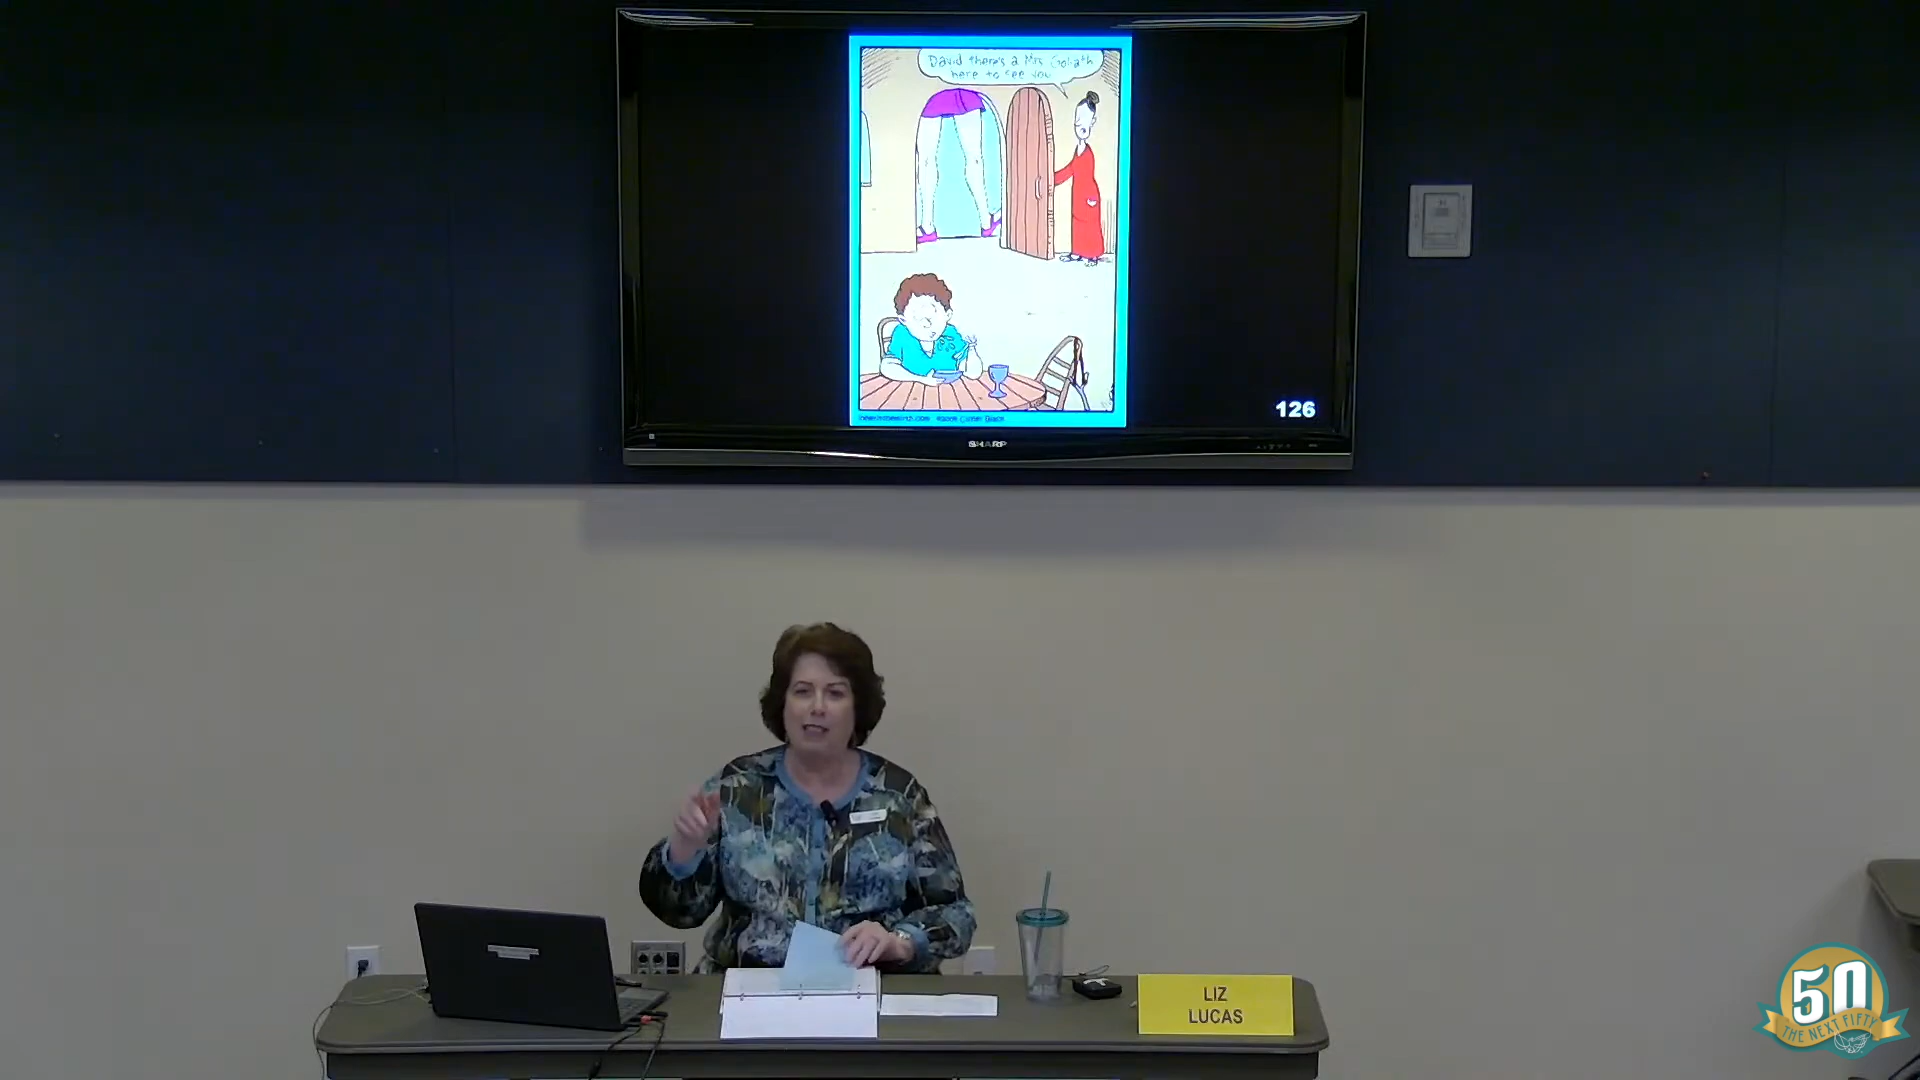 David there's a Mrs Goliath
here to see you
126
SHARP
LIZ
LUCAS
50
THE NEXT FIFTY